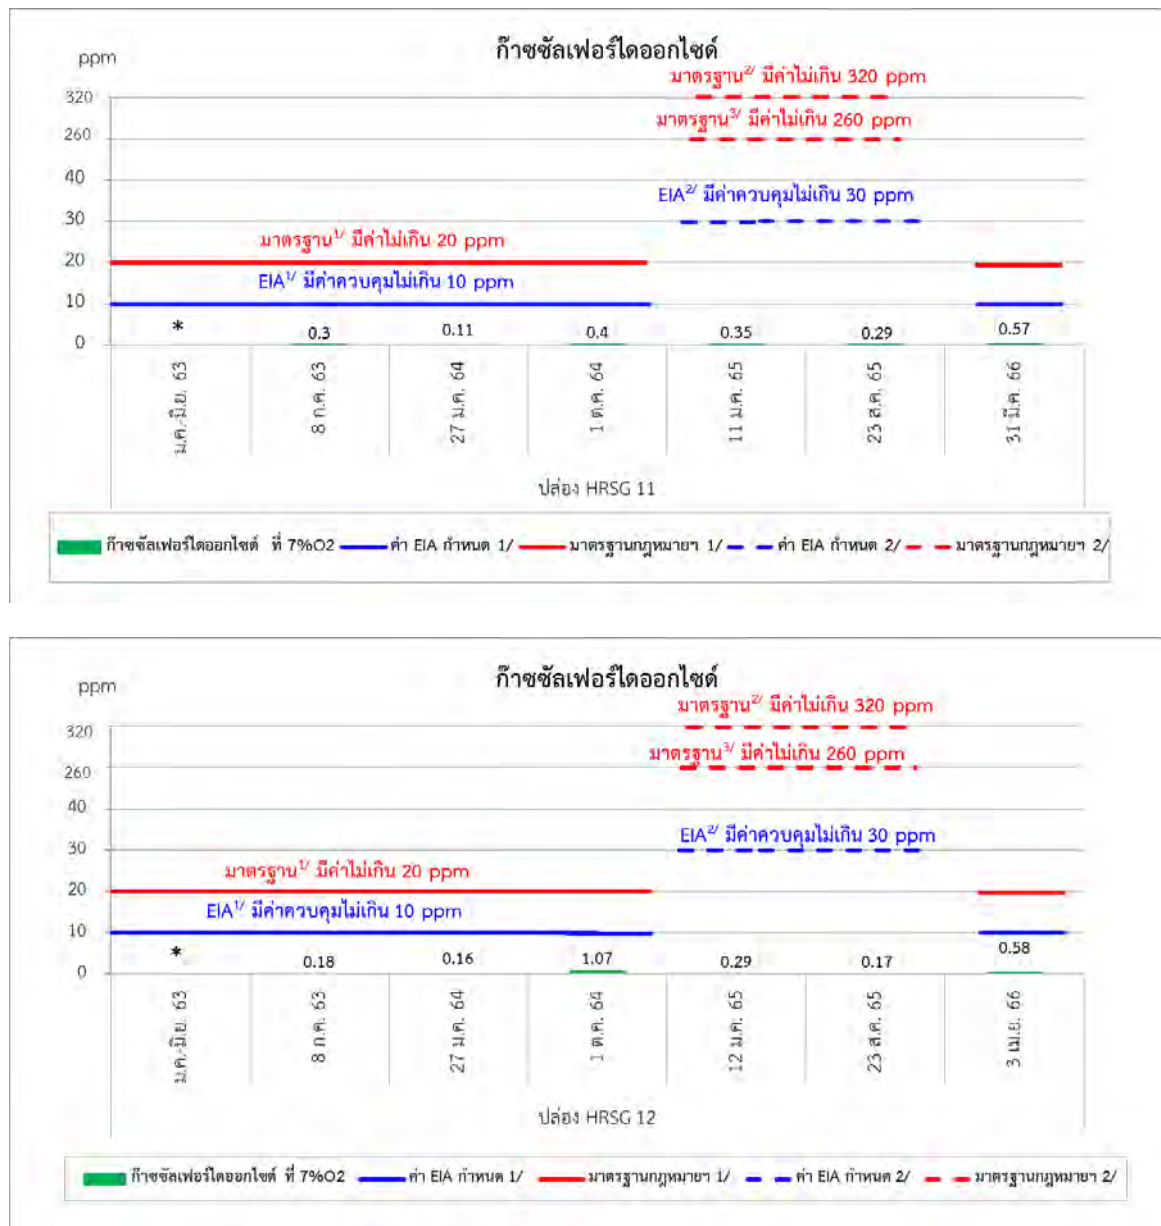 ก๊าซซัลเฟอร์ไดออกไซด์
ppm
มาตรฐาน2/ มีค่าไม่เกิน 320 ppm
320
มาตรฐาน3/ มีค่าไม่เกิน 260 ppm
260
40
EIA2/ มีค่าควบคุมไม่เกิน 30 ppm
30
มาตรฐาน1/ มีค่าไม่เกิน 20 ppm
20
EIA1/ มีค่าควบคุมไม่เกิน 10 ppm
10
* 0.3 0.11 0.4 0.35 0.29 0.57
0
ม.ค.-มิ.ย. 63 8 ก.ค. 63 27 ม.ค. 64 1 ต.ค. 64 11 ม.ค. 65 23 ส.ค. 65 31 มี.ค. 66
ปล่อง HRSG 11
ก๊าซซัลเฟอร์ไดออกไซด์ ที่ 7%O2 ค่า EIA กำหนด 1/ มาตรฐานกฎหมายฯ 1/ ค่า EIA กำหนด 2/ มาตรฐานกฎหมายฯ 2/
ก๊าซซัลเฟอร์ไดออกไซด์
ppm
มาตรฐาน2/ มีค่าไม่เกิน 320 ppm
320
มาตรฐาน3/ มีค่าไม่เกิน 260 ppm
260
40
EIA2/ มีค่าควบคุมไม่เกิน 30 ppm
30
มาตรฐาน1/ มีค่าไม่เกิน 20 ppm
20
EIA1/ มีค่าควบคุมไม่เกิน 10 ppm
10
* 0.18 0.16 1.07 0.29 0.17 0.58
0
ม.ค.-มิ.ย. 63 8 ก.ค. 63 27 ม.ค. 64 1 ต.ค. 64 12 ม.ค. 65 23 ส.ค. 65 3 เม.ย. 66
ปล่อง HRSG 12
ก๊าซซัลเฟอร์ไดออกไซด์ ที่ 7%O2 ค่า EIA กำหนด 1/ มาตรฐานกฎหมายฯ 1/ ค่า EIA กำหนด 2/ มาตรฐานกฎหมายฯ 2/